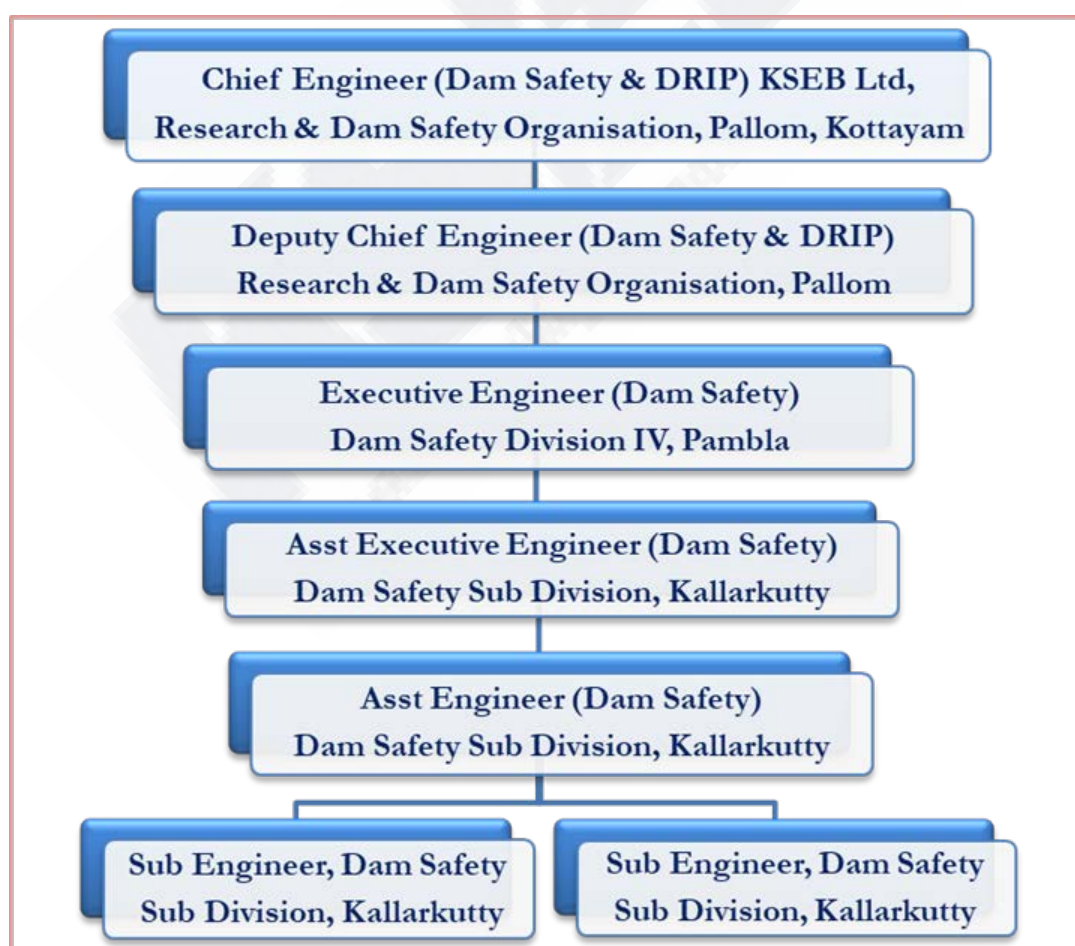 Chief Engineer (Dam Safety & DRIP) KSEB Ltd,
Research & Dam Safety Organisation, Pallom, Kottayam
Deputy Chief Engineer (Dam Safety & DRIP)
Research & Dam Safety Organisation, Pallom
Executive Engineer (Dam Safety)
Dam Safety Division IV, Pambla
Asst Executive Engineer (Dam Safety)
Dam Safety Sub Division, Kallarkutty
Asst Engineer (Dam Safety)
Dam Safety Sub Division, Kallarkutty
Sub Engineer, Dam Safety
Sub Division, Kallarkutty
Sub Engineer, Dam Safety
Sub Division, Kallarkutty